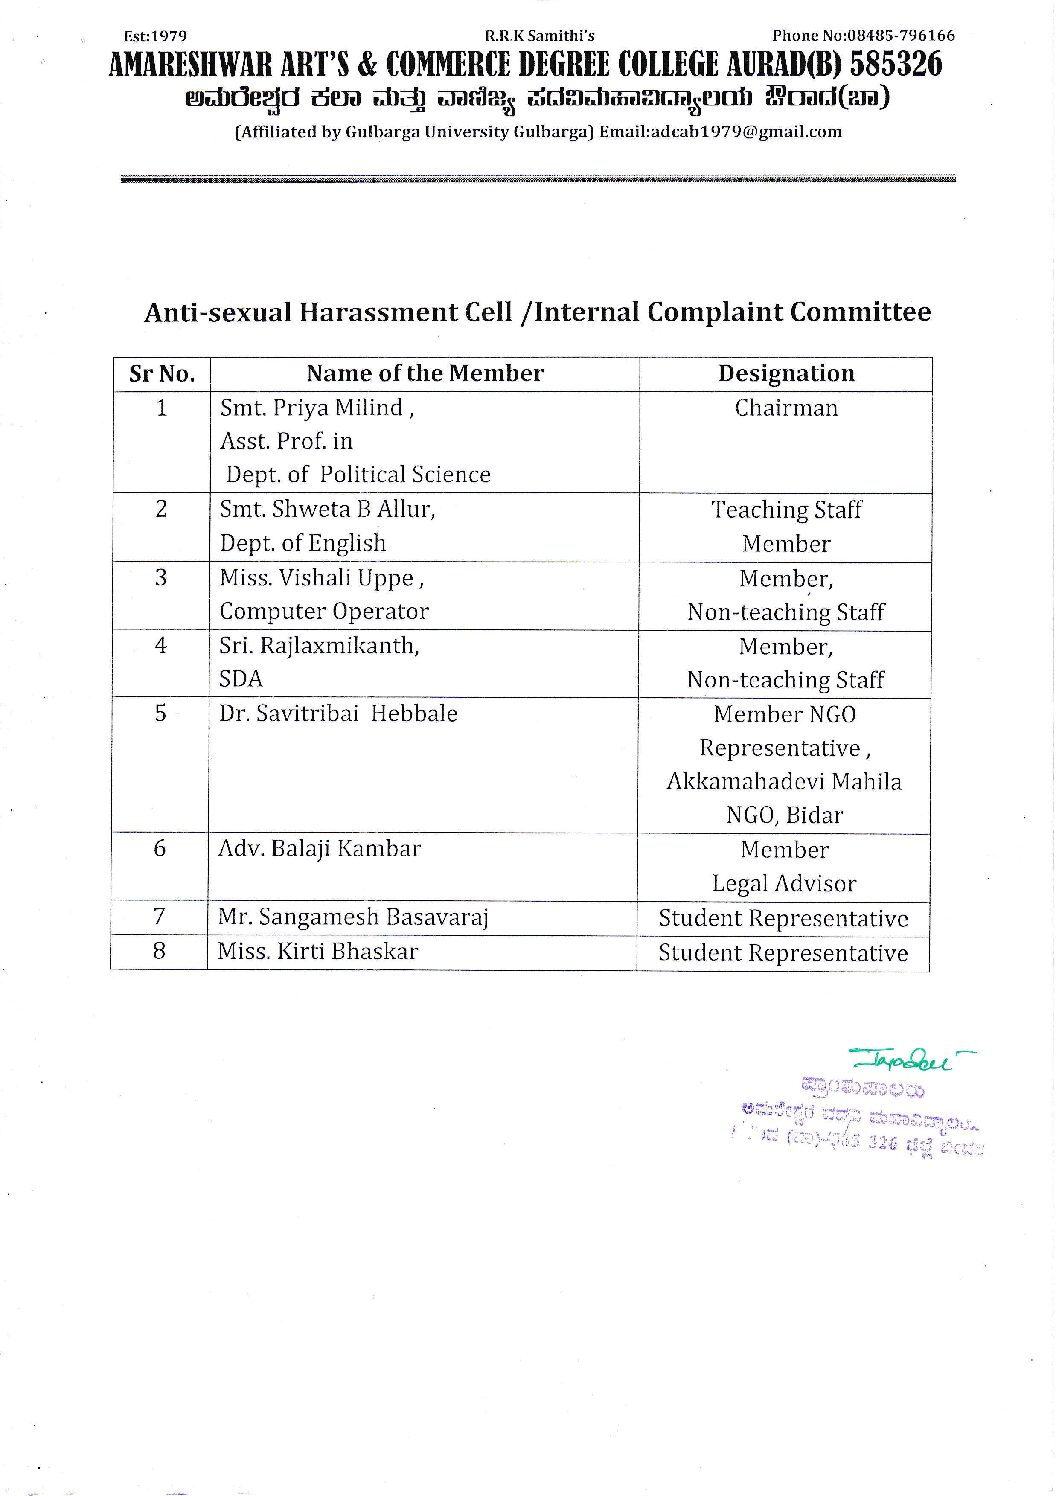 Est:1979 R.R.K Samithi's Phone No:08485-796166
AMARESHWAR ART'S & COMMERCE DEGREE COLLEGE AURAD(B) 585326
ಅಮರೇಶ್ವರ ಕಲಾ ಮತ್ತು ವಾಣಿಜ್ಯ ಪದವಿಮಹಾವಿದ್ಯಾಲಯ ಔರಾದ(ಬಾ)
(Affiliated by Gulbarga University Gulbarga) Email:adcab1979@gmail.com
Anti-sexual Harassment Cell /Internal Complaint Committee
Sr No. Name of the Member Designation
1 Smt. Priya Milind , Chairman
Asst. Prof. in
Dept. of Political Science
2 Smt. Shweta B Allur, Teaching Staff
Dept. of English Member
3 Miss. Vishali Uppe , Member,
Computer Operator Non-teaching Staff
4 Sri. Rajlaxmikanth, Member,
SDA Non-teaching Staff
5 Dr. Savitribai Hebbale Member NGO
Representative ,
Akkamahadevi Mahila
NGO, Bidar
6 Adv. Balaji Kambar Member
Legal Advisor
7 Mr. Sangamesh Basavaraj Student Representative
8 Miss. Kirti Bhaskar Student Representative
ಪ್ರಾಂಶುಪಾಲರು
ಅಮರೇಶ್ವರ ಪದವಿ ಮಹಾವಿದ್ಯಾಲಯ
326